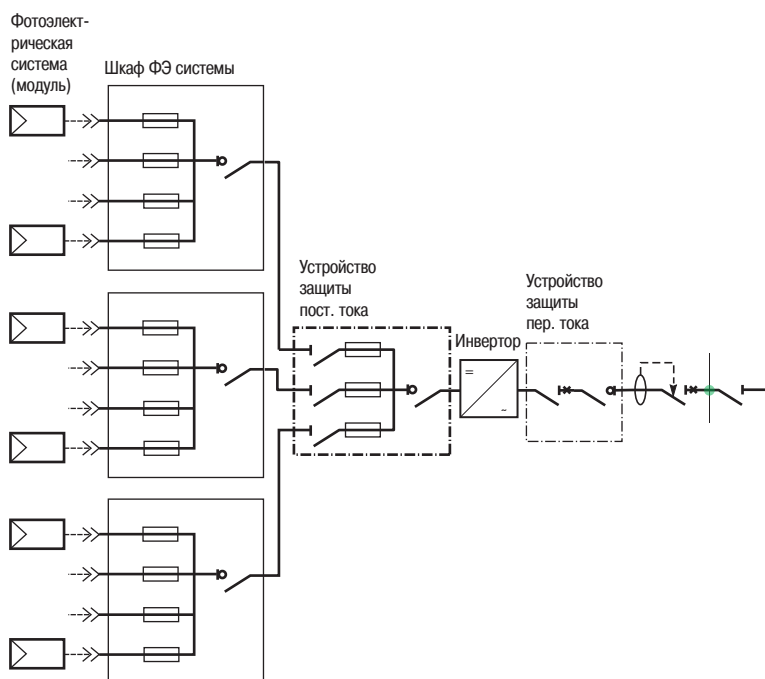 Фотоэлект-
рическая
система
(модуль)
Шкаф ФЭ системы
Устройство
защиты
пост. тока
Инвертор
Устройство
защиты
пер. тока